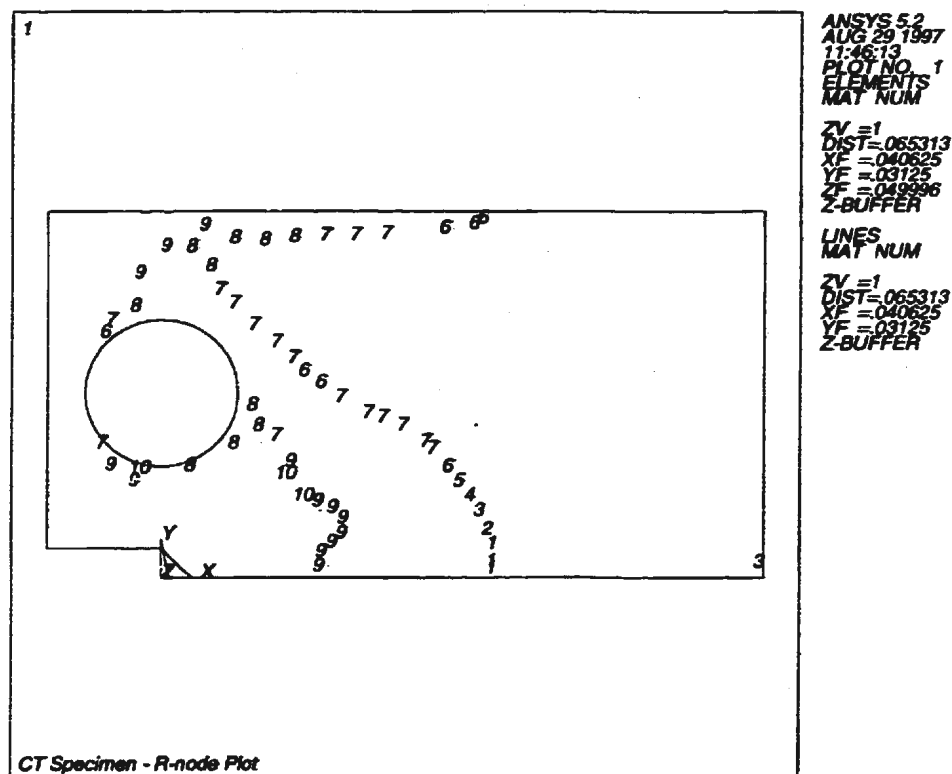 1
ANSYS 5.2
AUG 29 1997
11:46:13
PLOT NO. 1
ELEMENTS
MAT NUM
ZV =1
DIST=.065313
XF =.040625
YF =.03125
ZF =.049996
Z-BUFFER
LINES
MAT NUM
ZV =1
DIST=.065313
XF =.040625
YF =.03125
Z-BUFFER
9 8 8 8 7 7 7 6 6
9 8
9 8
8 7
7 7
6 7
7
7
6 6
7
8 7 7 7
8 7
7 8 7 7
9 10 8 9 6
9 10 5
10 9 9 4 3
9 2
Y 9 1
9 9
Z X 9 1 3
CT Specimen - R-node Plot